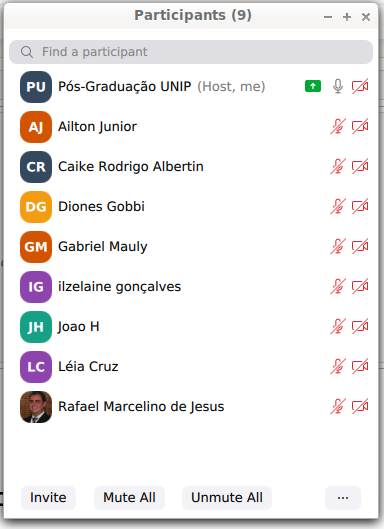 Participants (9)
Find a participant
PU Pós-Graduação UNIP (Host, me)
AJ Ailton Junior
CR Caike Rodrigo Albertin
DG Diones Gobbi
GM Gabriel Mauly
IG ilzelaine gonçalves
JH Joao H
LC Léia Cruz
Rafael Marcelino de Jesus
Invite Mute All Unmute All ...